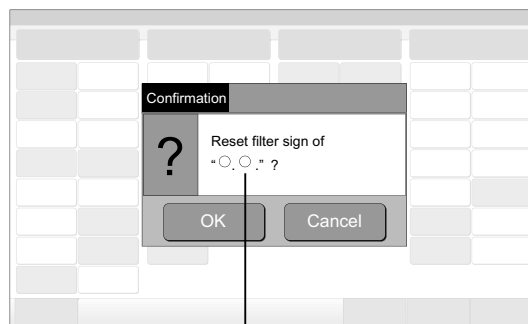 Confirmation
?
Reset filter sign of
“○. ○.” ?
OK
Cancel